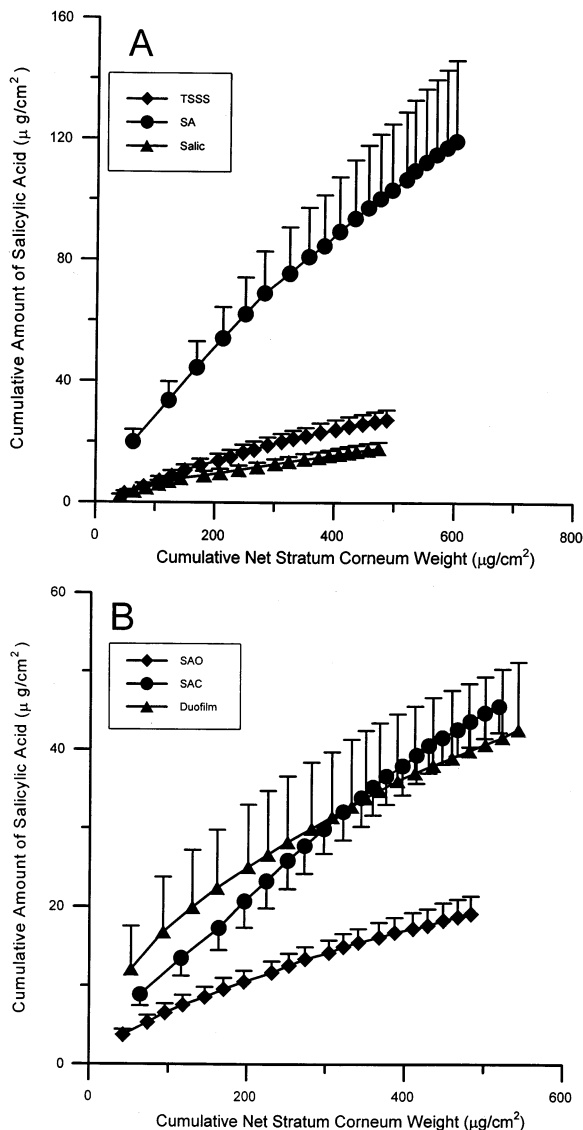 A
TSSS
SA
Salic
Cumulative Amount of Salicylic Acid (μ g/cm²)
160
120
80
40
0
0 200 400 600 800
Cumulative Net Stratum Corneum Weight (μg/cm²)
B
SAO
SAC
Duofilm
Cumulative Amount of Salicylic Acid (μ g/cm²)
60
40
20
0
0 200 400 600
Cumulative Net Stratum Corneum Weight (μg/cm²)